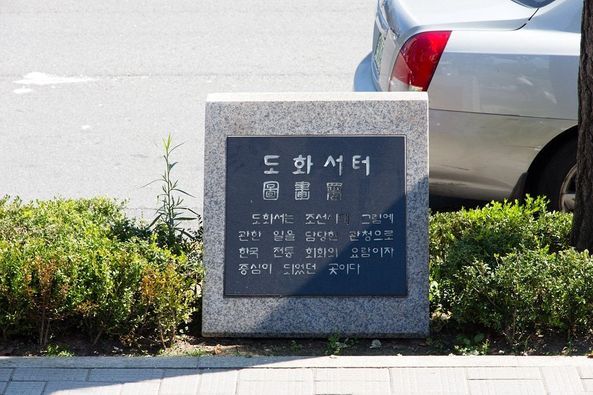 도화서터
圖畫署
도화서는 조선시대 그림에
관한 일을 담당한 관청으로
한국 전통 회화의 요람이자
중심이 되었던 곳이다